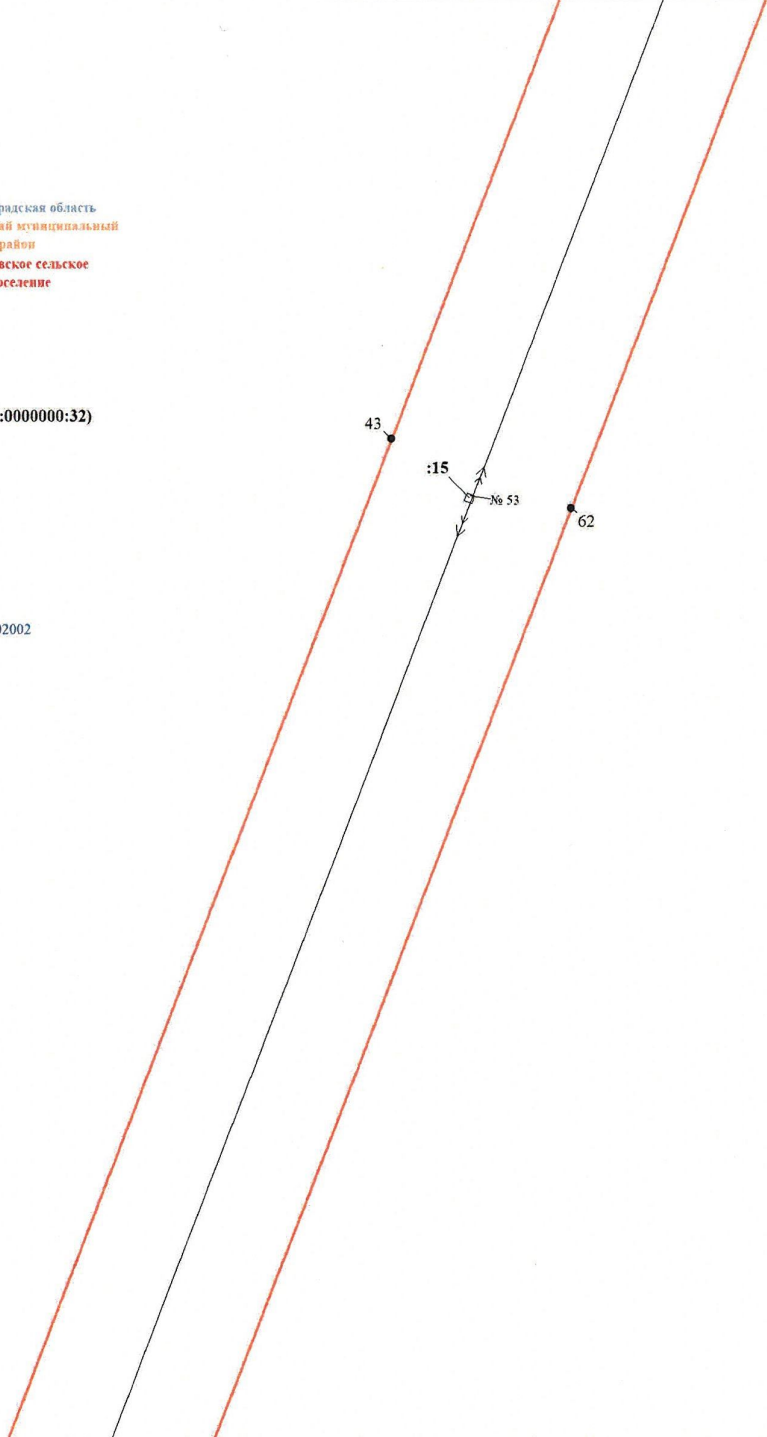 радская область
ий муниципальный
район
вское сельское
оселение
:0000000:32)
43
:15
№ 53
62
02002